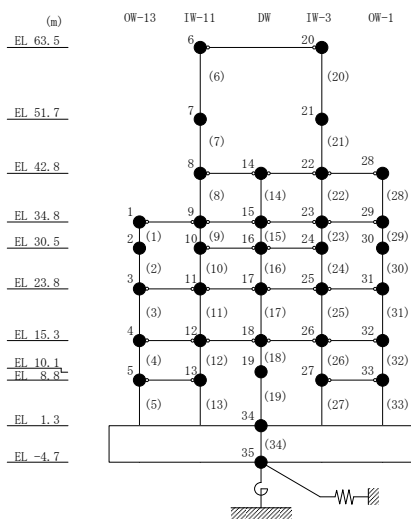 (m) OW-13 IW-11 DW IW-3 OW-1
EL 63.5 6 20
(6) (20)
EL 51.7 7 21
(7) (21)
EL 42.8 8 14 22 28
(8) (14) (22) (28)
EL 34.8 1 9 15 23 29
(1) (9) (15) (23) (29)
EL 30.5 2 10 16 24 30
(2) (10) (16) (24) (30)
EL 23.8 3 11 17 25 31
(3) (11) (17) (25) (31)
EL 15.3 4 12 18 26 32
(4) (12) (18) (26) (32)
EL 10.1 19
EL 8.8 5 13 27 33
(5) (13) (19) (27) (33)
EL 1.3 34
(34)
EL -4.7 35